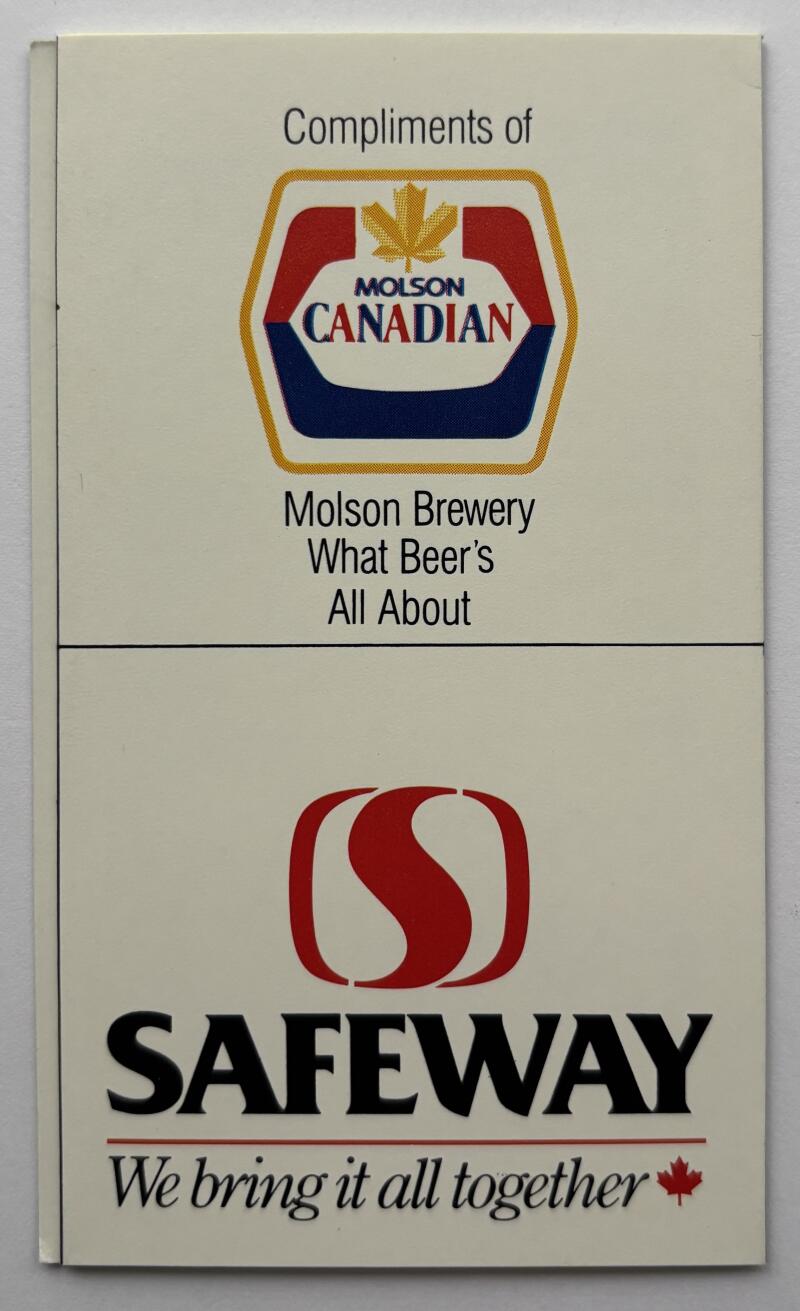 Compliments of
MOLSON
CANADIAN
Molson Brewery
What Beer's
All About
S
SAFEWAY
We bring it all together